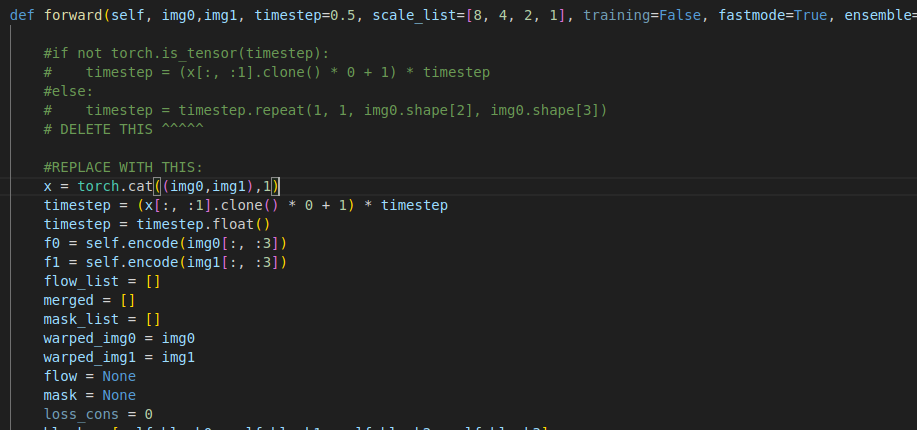 def forward(self, img0,img1, timestep=0.5, scale_list=[8, 4, 2, 1], training=False, fastmode=True, ensemble=
#if not torch.is_tensor(timestep):
#    timestep = (x[:, :1].clone() * 0 + 1) * timestep
#else:
#    timestep = timestep.repeat(1, 1, img0.shape[2], img0.shape[3])
# DELETE THIS ^^^^^
#REPLACE WITH THIS:
x = torch.cat((img0,img1),1)
timestep = (x[:, :1].clone() * 0 + 1) * timestep
timestep = timestep.float()
f0 = self.encode(img0[:, :3])
f1 = self.encode(img1[:, :3])
flow_list = []
merged = []
mask_list = []
warped_img0 = img0
warped_img1 = img1
flow = None
mask = None
loss_cons = 0